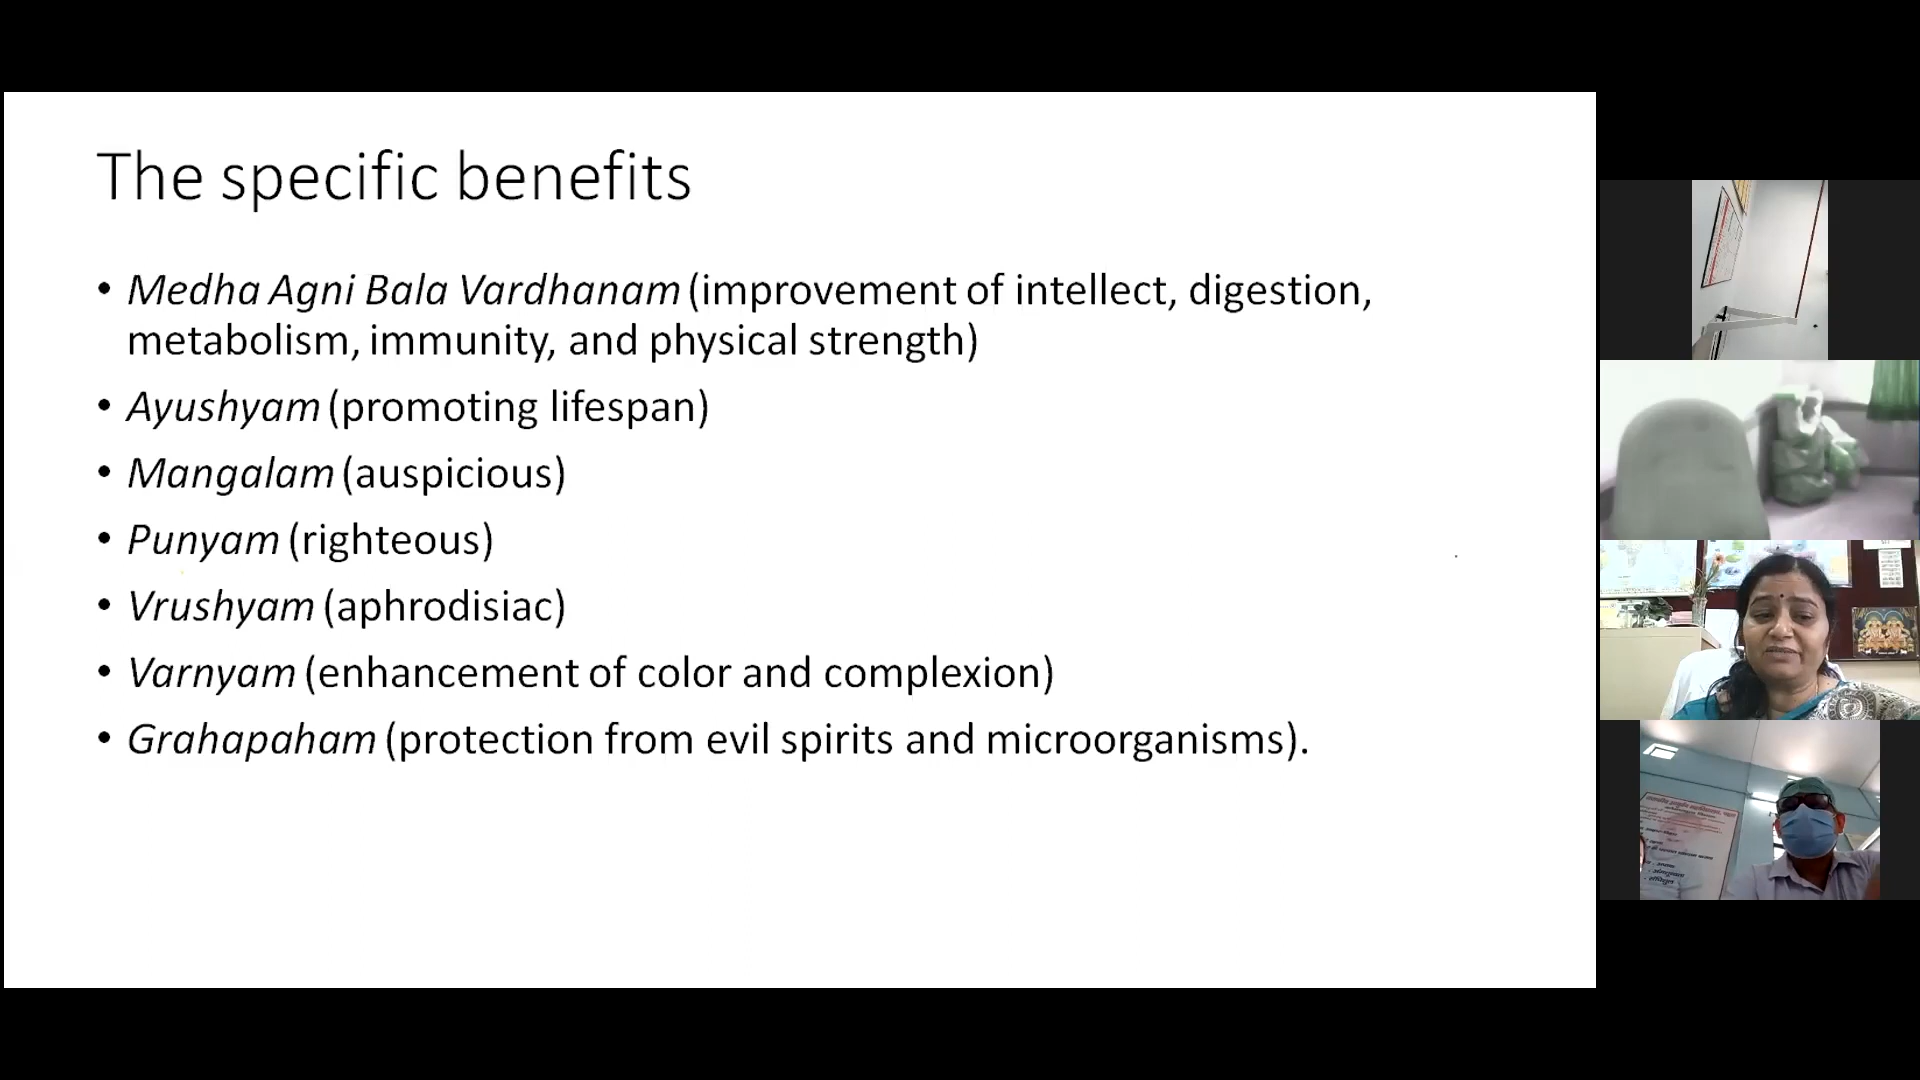 The specific benefits
• Medha Agni Bala Vardhanam (improvement of intellect, digestion,
metabolism, immunity, and physical strength)
• Ayushyam (promoting lifespan)
• Mangalam (auspicious)
• Punyam (righteous)
• Vrushyam (aphrodisiac)
• Varnyam (enhancement of color and complexion)
• Grahapaham (protection from evil spirits and microorganisms).